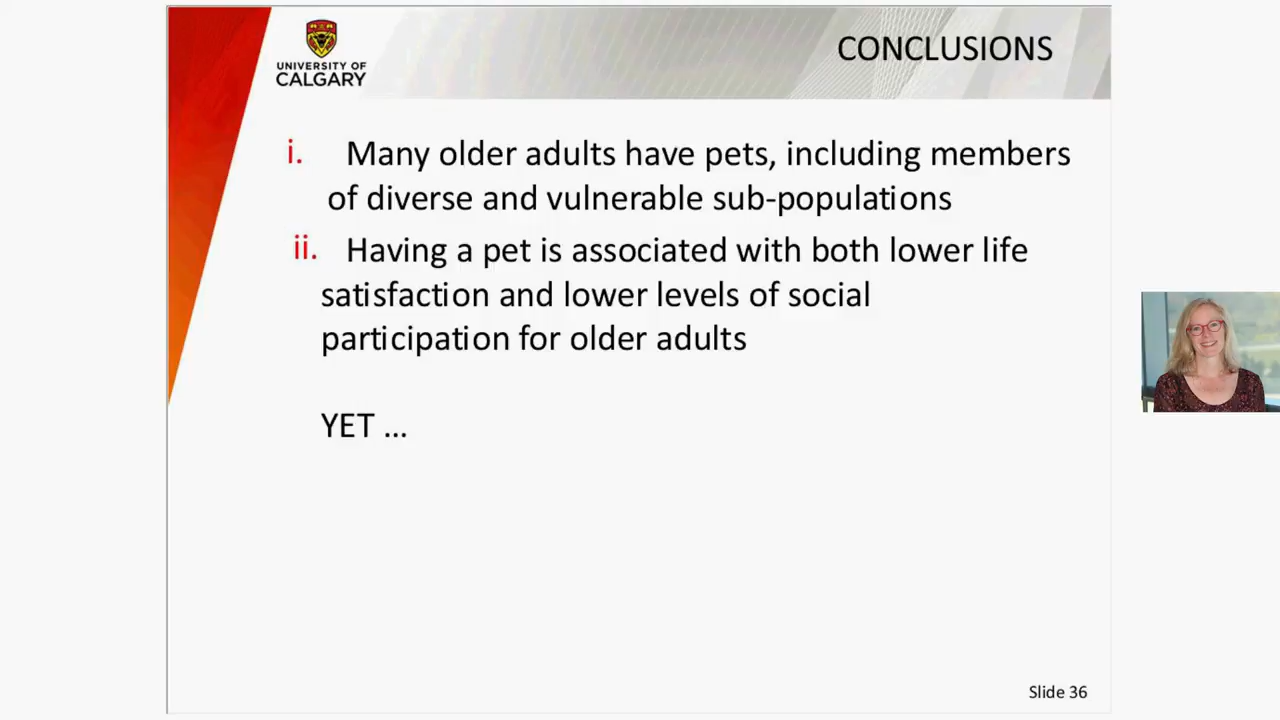 UNIVERSITY OF
CALGARY
CONCLUSIONS
i. Many older adults have pets, including members
of diverse and vulnerable sub-populations
ii. Having a pet is associated with both lower life
satisfaction and lower levels of social
participation for older adults
YET ...
Slide 36